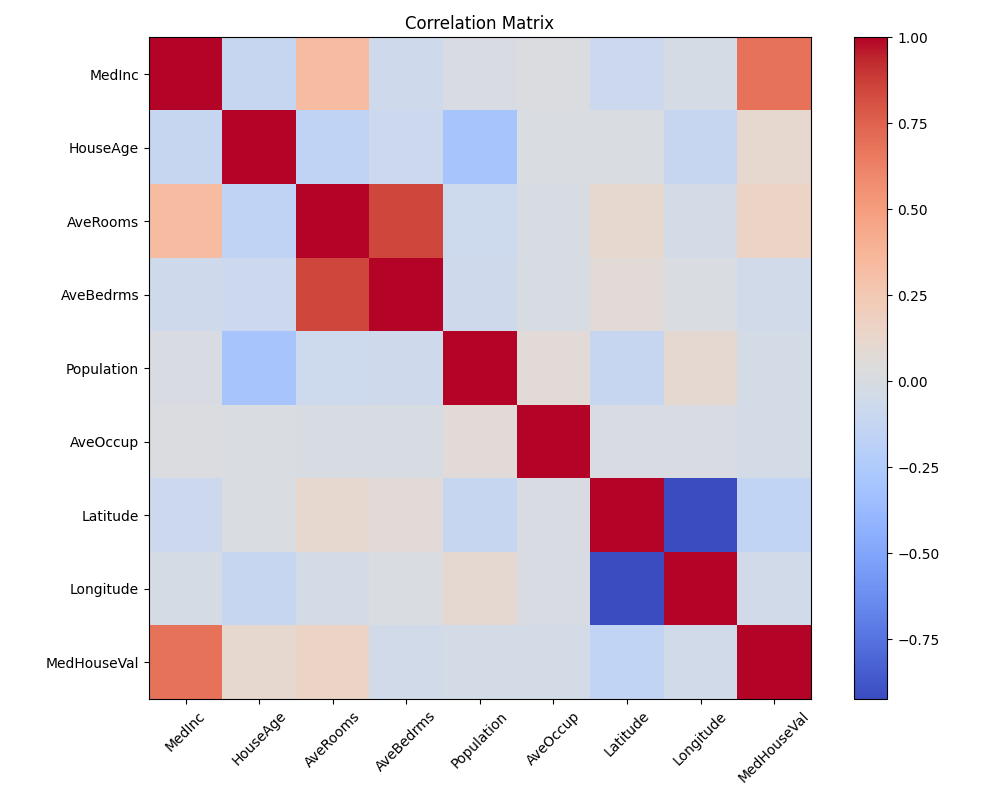 Correlation Matrix
MedInc
HouseAge
AveRooms
AveBedrms
Population
AveOccup
Latitude
Longitude
MedHouseVal
MedInc
HouseAge
AveRooms
AveBedrms
Population
AveOccup
Latitude
Longitude
MedHouseVal
1.00
0.75
0.50
0.25
0.00
−0.25
−0.50
−0.75